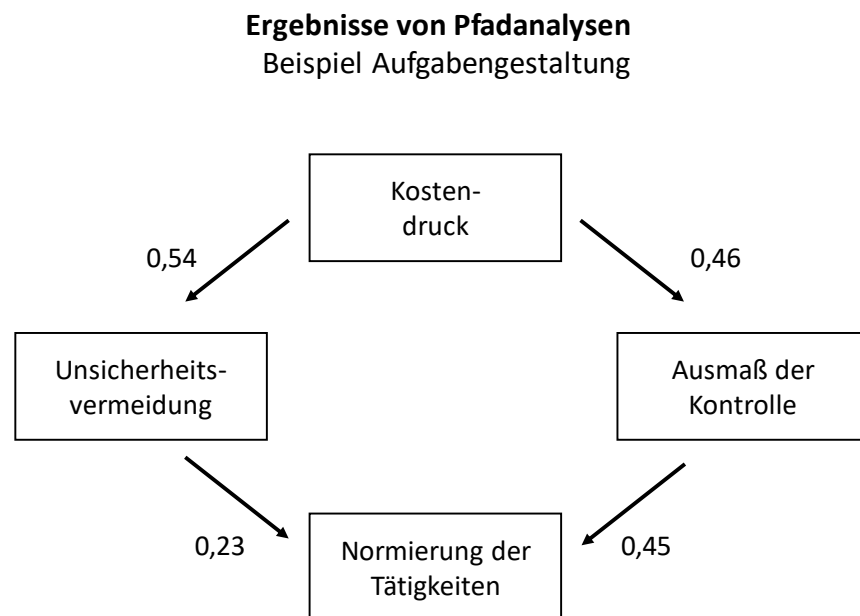 Ergebnisse von Pfadanalysen
Beispiel Aufgabengestaltung
Kosten-
druck
0,54
0,46
Unsicherheits-
vermeidung
Ausmaß der
Kontrolle
0,23
Normierung der
Tätigkeiten
0,45